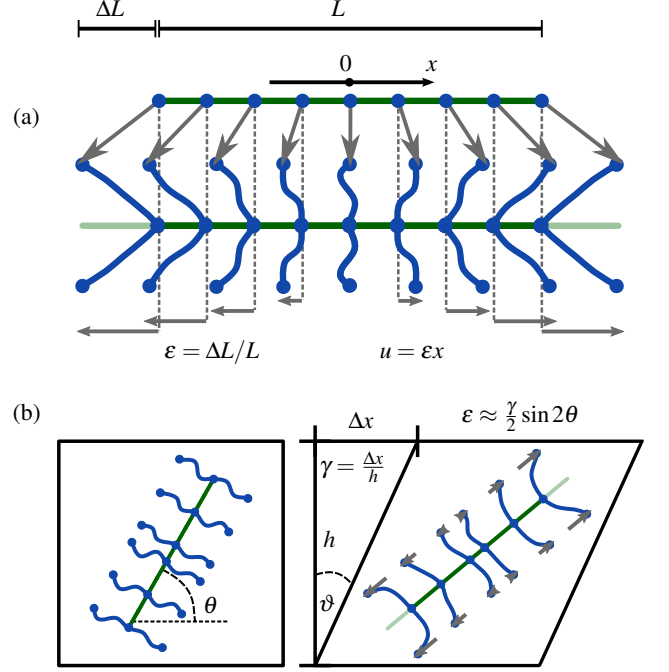 ΔL L
0 x
(a)
ε = ΔL/L u = εx
(b)
Δx ε ≈ γ/2 sin 2θ
γ = Δx/h
h
θ ϑ